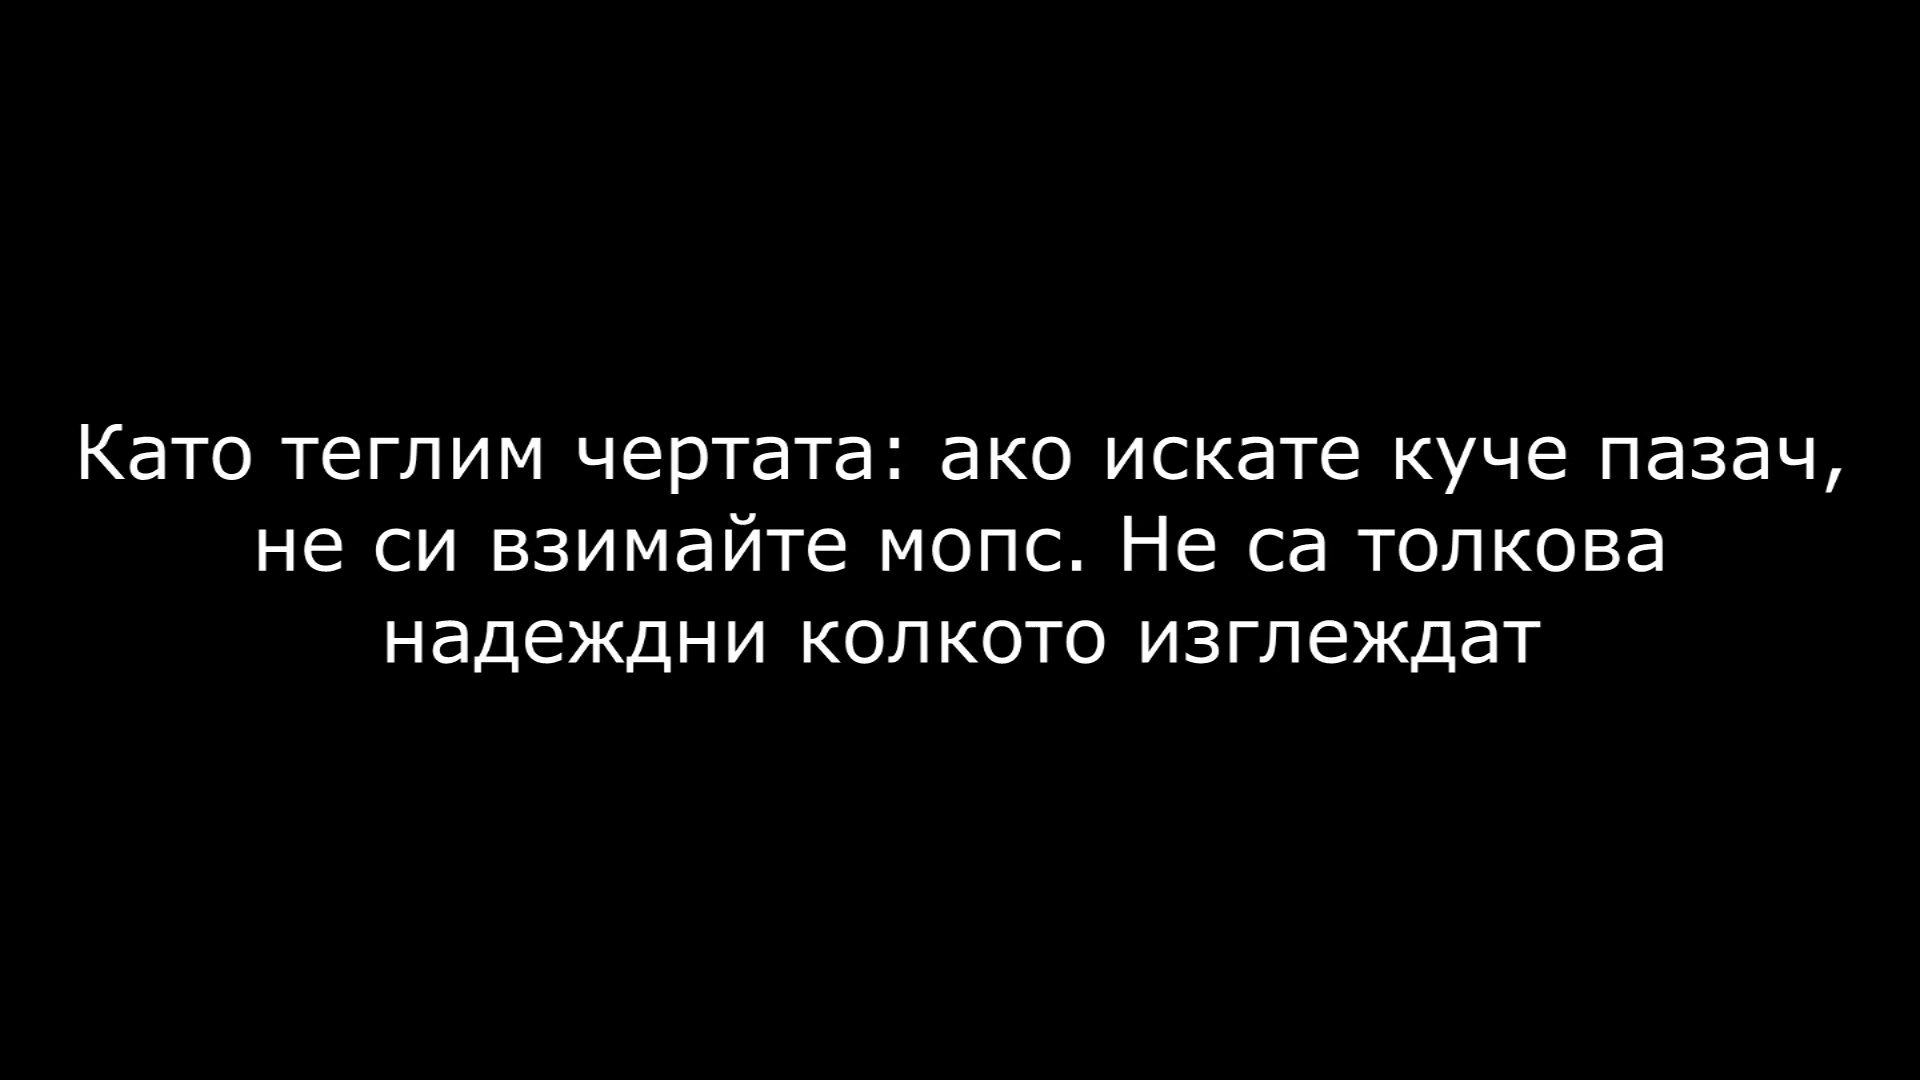 Като теглим чертата: ако искате куче пазач,
не си взимайте мопс. Не са толкова
надеждни колкото изглеждат